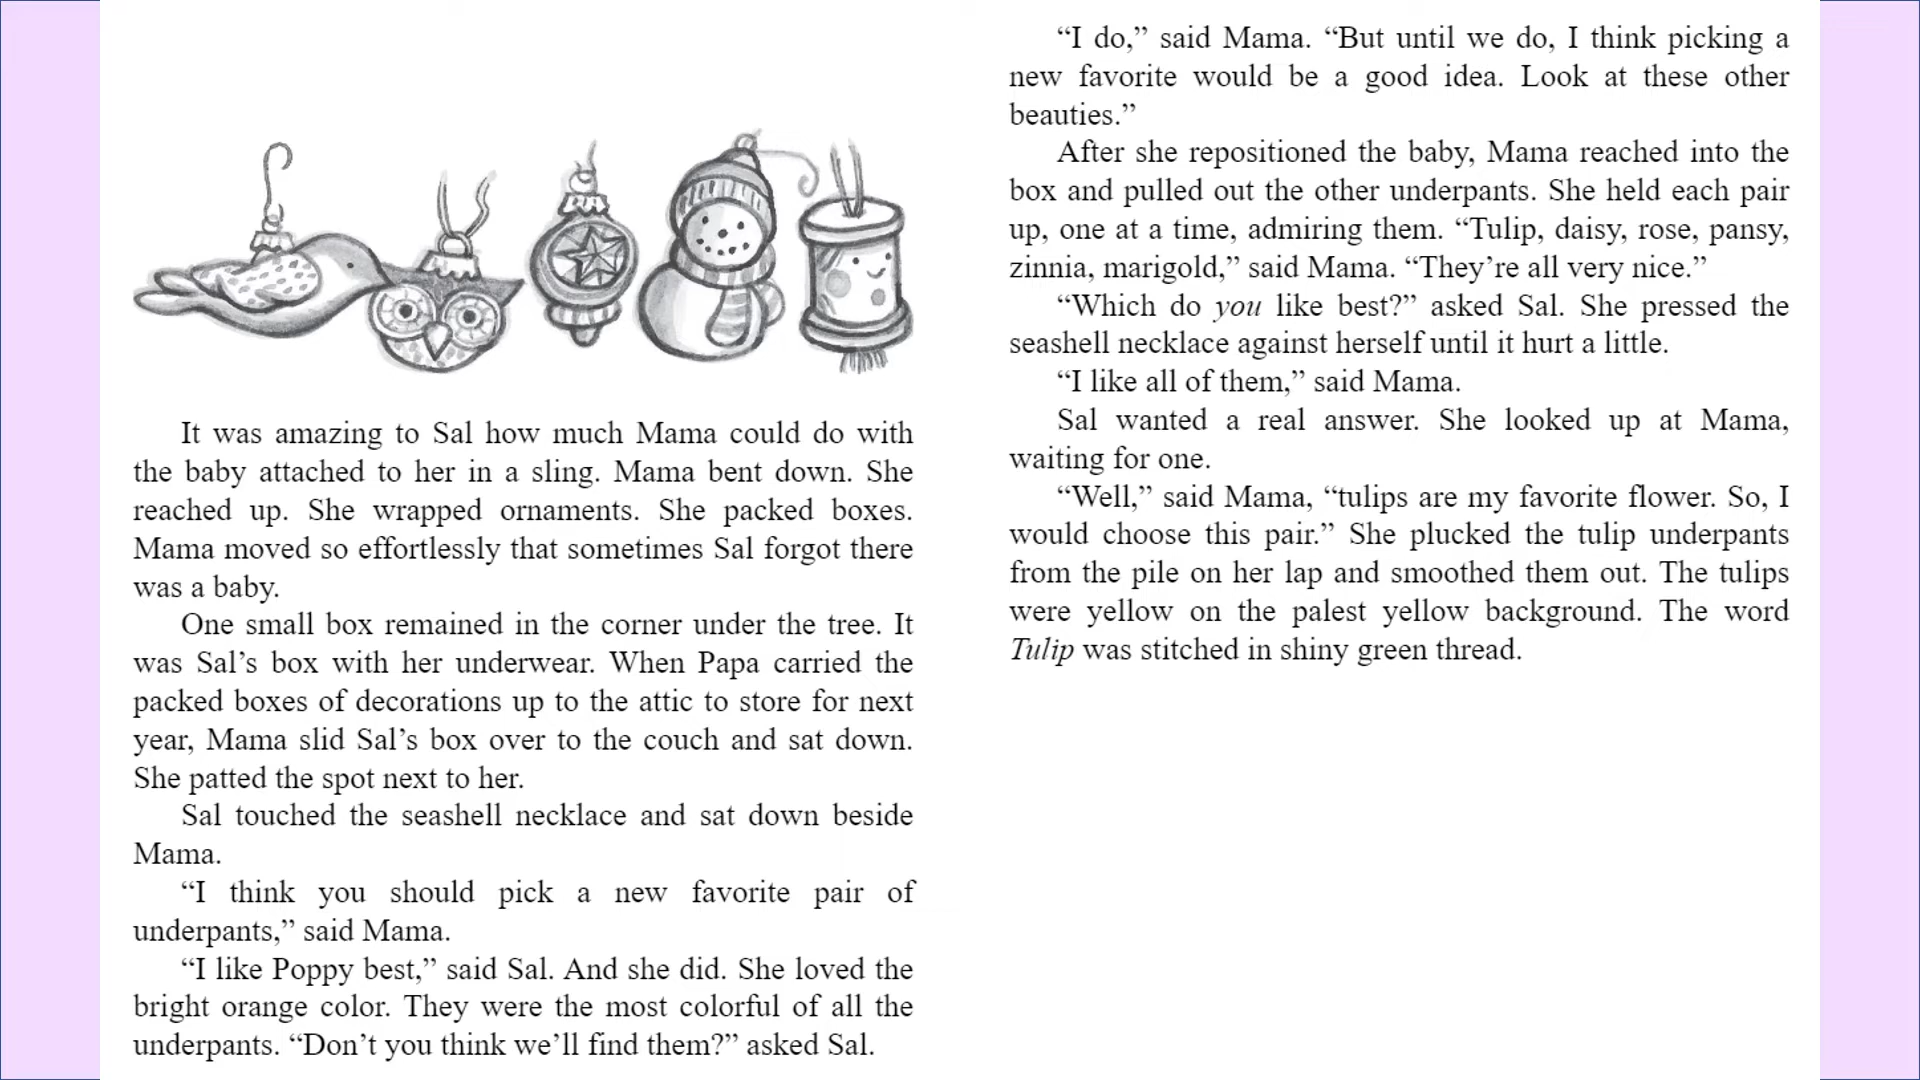 It was amazing to Sal how much Mama could do with
the baby attached to her in a sling. Mama bent down. She
reached up. She wrapped ornaments. She packed boxes.
Mama moved so effortlessly that sometimes Sal forgot there
was a baby.
One small box remained in the corner under the tree. It
was Sal’s box with her underwear. When Papa carried the
packed boxes of decorations up to the attic to store for next
year, Mama slid Sal’s box over to the couch and sat down.
She patted the spot next to her.
Sal touched the seashell necklace and sat down beside
Mama.
“I think you should pick a new favorite pair of
underpants,” said Mama.
“I like Poppy best,” said Sal. And she did. She loved the
bright orange color. They were the most colorful of all the
underpants. “Don’t you think we’ll find them?” asked Sal.
“I do,” said Mama. “But until we do, I think picking a
new favorite would be a good idea. Look at these other
beauties.”
After she repositioned the baby, Mama reached into the
box and pulled out the other underpants. She held each pair
up, one at a time, admiring them. “Tulip, daisy, rose, pansy,
zinnia, marigold,” said Mama. “They’re all very nice.”
“Which do you like best?” asked Sal. She pressed the
seashell necklace against herself until it hurt a little.
“I like all of them,” said Mama.
Sal wanted a real answer. She looked up at Mama,
waiting for one.
“Well,” said Mama, “tulips are my favorite flower. So, I
would choose this pair.” She plucked the tulip underpants
from the pile on her lap and smoothed them out. The tulips
were yellow on the palest yellow background. The word
Tulip was stitched in shiny green thread.